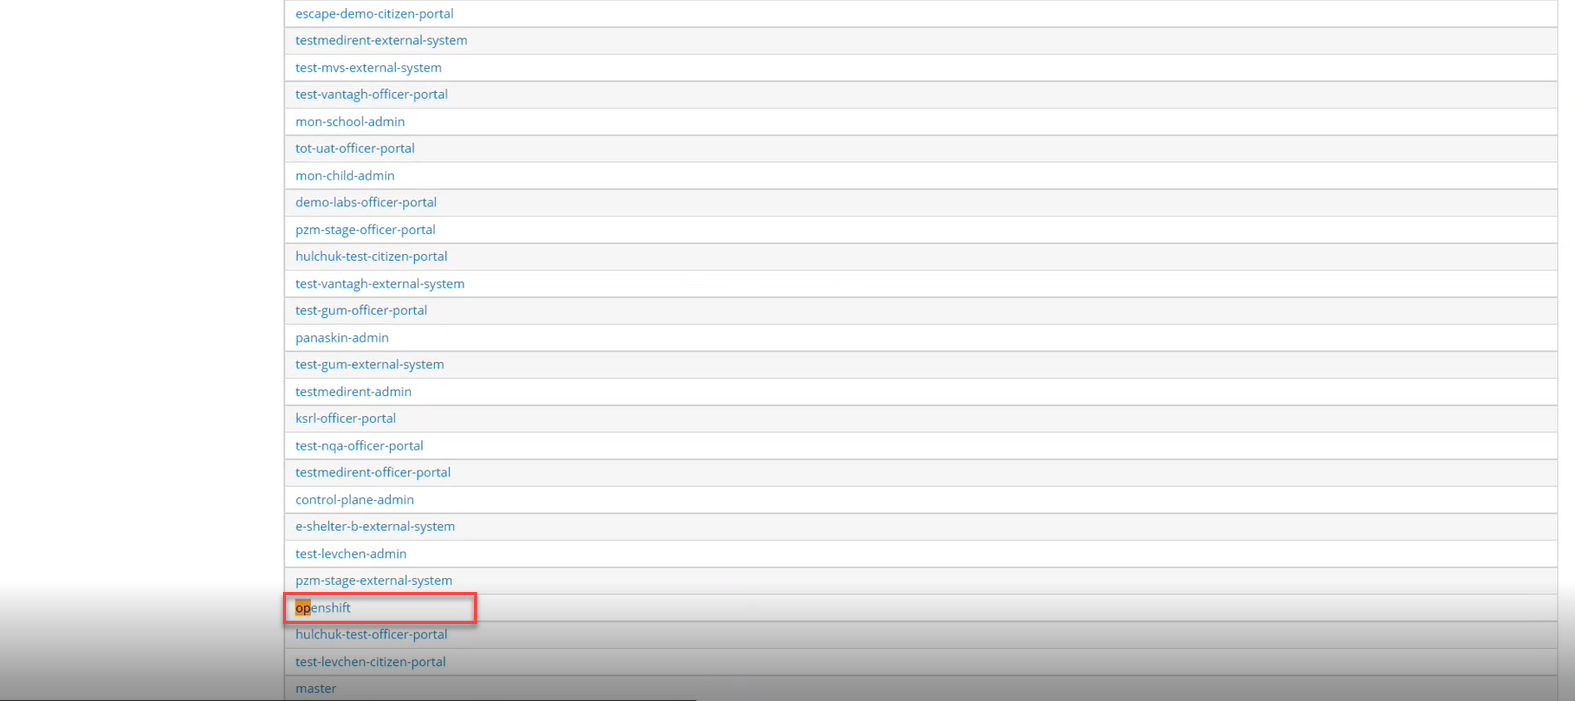 escape-demo-citizen-portal
testmedirent-external-system
test-mvs-external-system
test-vantagh-officer-portal
mon-school-admin
tot-uat-officer-portal
mon-child-admin
demo-labs-officer-portal
pzm-stage-officer-portal
hulchuk-test-citizen-portal
test-vantagh-external-system
test-gum-officer-portal
panaskin-admin
test-gum-external-system
testmedirent-admin
ksrl-officer-portal
test-nqa-officer-portal
testmedirent-officer-portal
control-plane-admin
e-shelter-b-external-system
test-levchen-admin
pzm-stage-external-system
openshift
hulchuk-test-officer-portal
test-levchen-citizen-portal
master